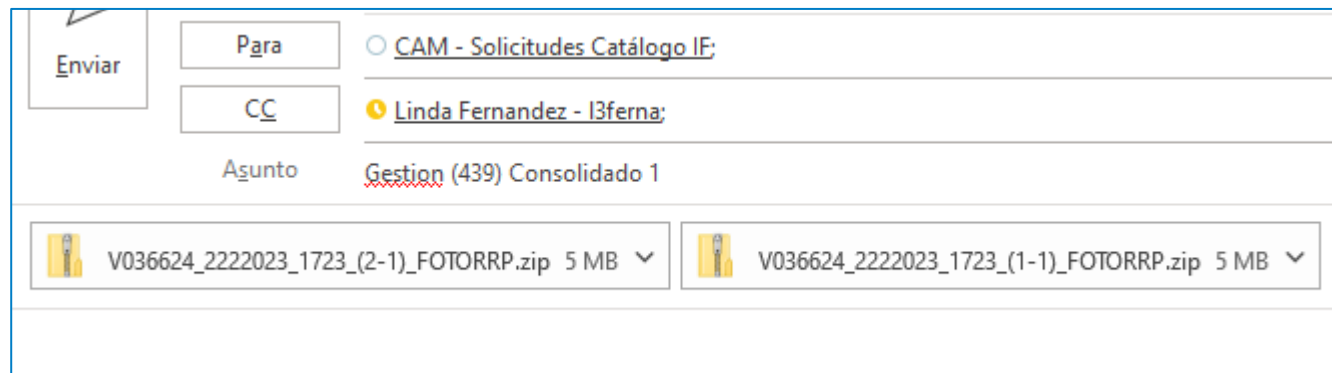 Para
CAM - Solicitudes Catálogo IF;
Enviar
CC
Linda Fernandez - l3ferna;
Asunto
Gestion (439) Consolidado 1
V036624_2222023_1723_(2-1)_FOTORRP.zip 5 MB
V036624_2222023_1723_(1-1)_FOTORRP.zip 5 MB